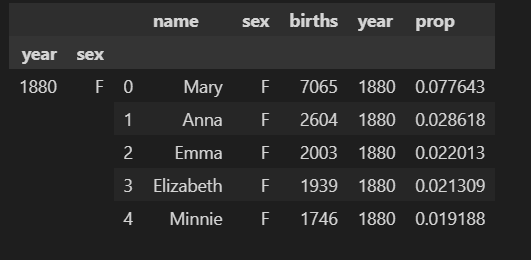 name sex births year prop
year sex
1880 F 0 Mary F 7065 1880 0.077643
1 Anna F 2604 1880 0.028618
2 Emma F 2003 1880 0.022013
3 Elizabeth F 1939 1880 0.021309
4 Minnie F 1746 1880 0.019188